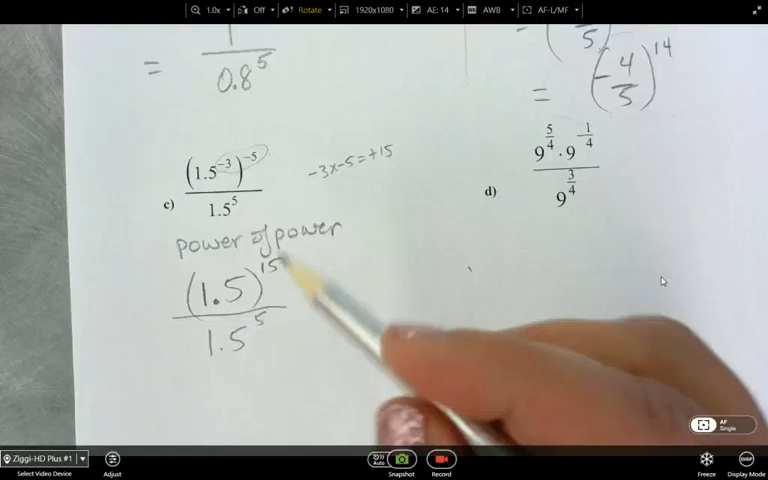 1.0x Off Rotate 1920x1080 AE: 14 AWB AF-L/MF
1
= 0.8^5
5
= (-4/5)^14
c) (1.5^-3)^-5 / 1.5^5
-3x-5=+15
d) 9^(5/4) · 9^(-1/4) / 9^(3/4)
power of power
(1.5)^15
1.5^5
AF
Single
Ziggi-HD Plus #1
Auto
Select Video Device Adjust Snapshot Record Freeze Display Mode
DISP